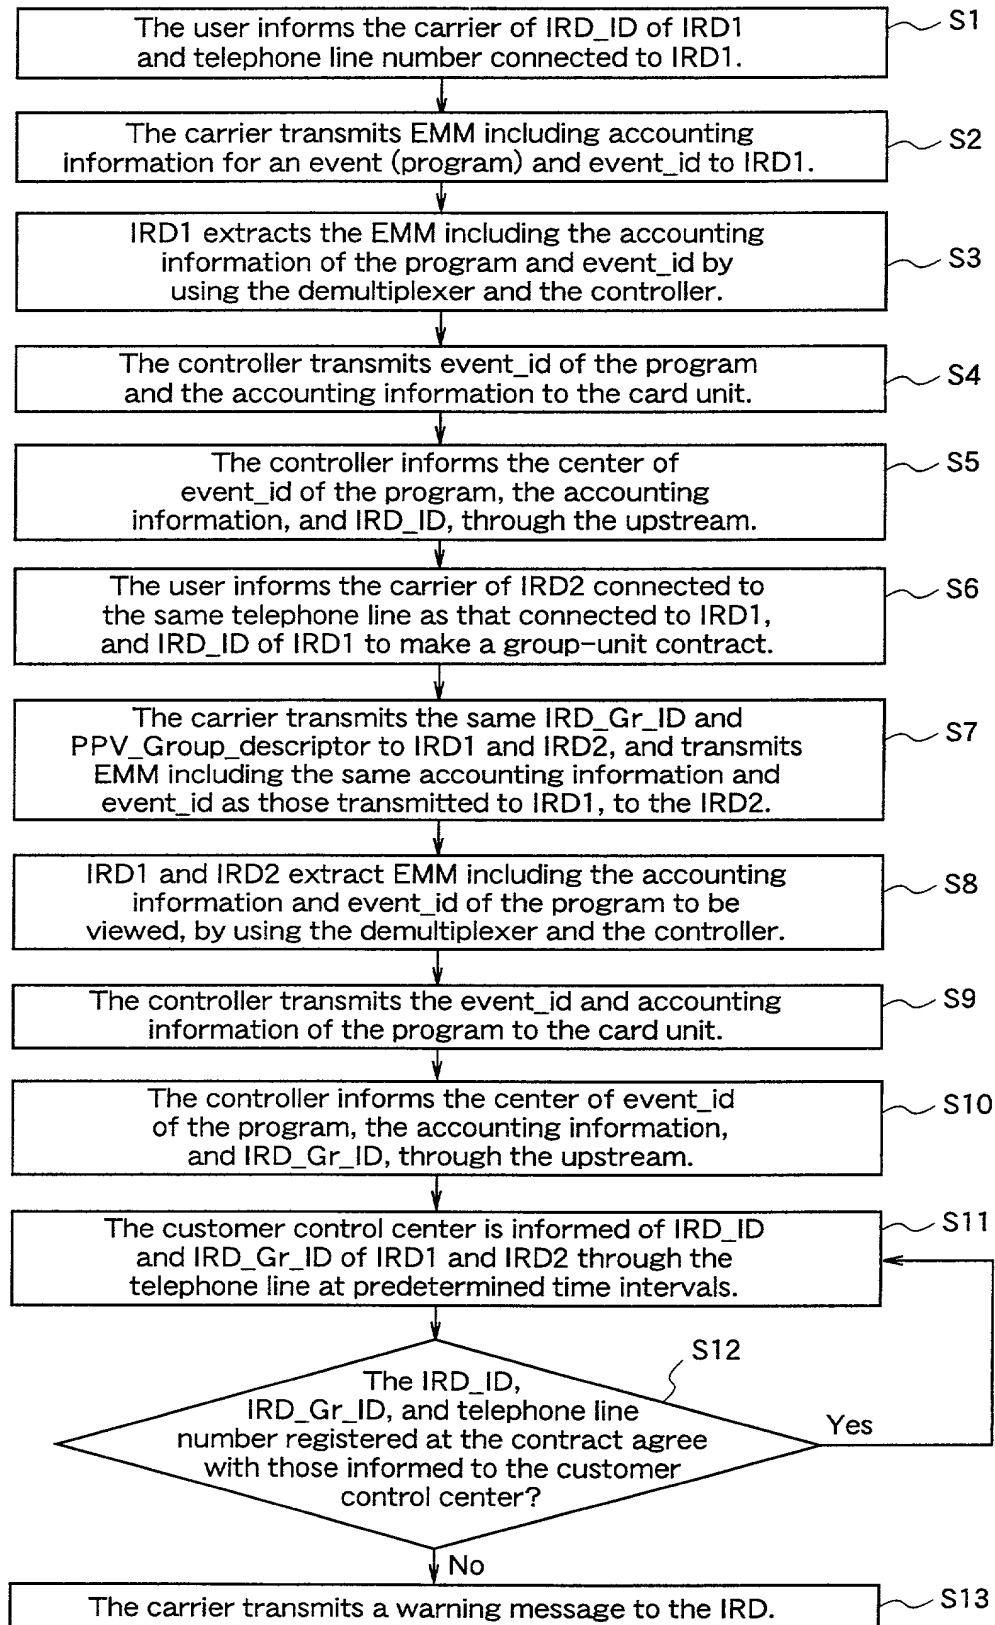 The user informs the carrier of IRD_ID of IRD1
and telephone line number connected to IRD1.
S1
The carrier transmits EMM including accounting
information for an event (program) and event_id to IRD1.
S2
IRD1 extracts the EMM including the accounting
information of the program and event_id by
using the demultiplexer and the controller.
S3
The controller transmits event_id of the program
and the accounting information to the card unit.
S4
The controller informs the center of
event_id of the program, the accounting
information, and IRD_ID, through the upstream.
S5
The user informs the carrier of IRD2 connected to
the same telephone line as that connected to IRD1,
and IRD_ID of IRD1 to make a group-unit contract.
S6
The carrier transmits the same IRD_Gr_ID and
PPV_Group_descriptor to IRD1 and IRD2, and transmits
EMM including the same accounting information and
event_id as those transmitted to IRD1, to the IRD2.
S7
IRD1 and IRD2 extract EMM including the accounting
information and event_id of the program to be
viewed, by using the demultiplexer and the controller.
S8
The controller transmits the event_id and accounting
information of the program to the card unit.
S9
The controller informs the center of event_id
of the program, the accounting information,
and IRD_Gr_ID, through the upstream.
S10
The customer control center is informed of IRD_ID
and IRD_Gr_ID of IRD1 and IRD2 through the
telephone line at predetermined time intervals.
S11
S12
The IRD_ID,
IRD_Gr_ID, and telephone line
number registered at the contract agree
with those informed to the customer
control center?
Yes
No
The carrier transmits a warning message to the IRD.
S13